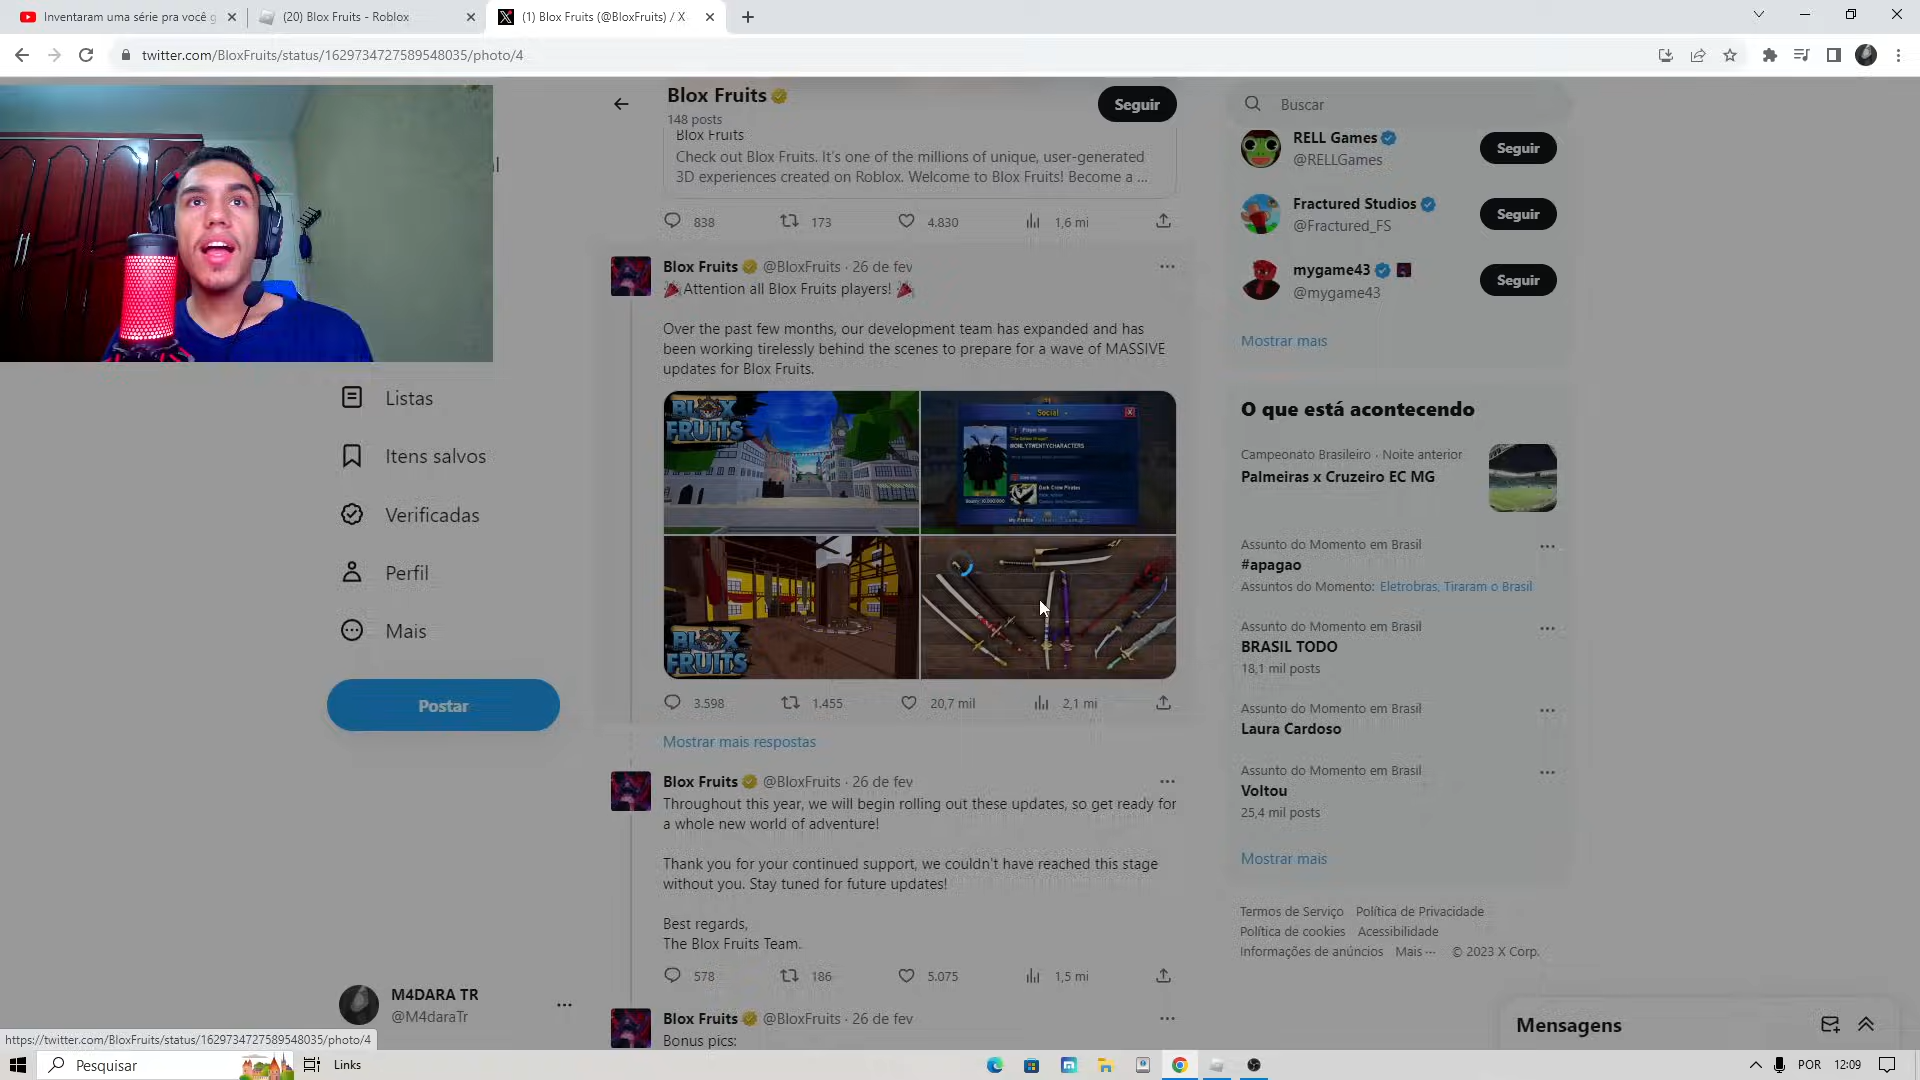 Inventaram uma série pra você g
(20) Blox Fruits - Roblox
(1) Blox Fruits (@BloxFruits) / X
twitter.com/BloxFruits/status/1629734727589548035/photo/4
Blox Fruits
148 posts
Seguir
Blox Fruits
Check out Blox Fruits. It's one of the millions of unique, user-generated
3D experiences created on Roblox. Welcome to Blox Fruits! Become a ...
838 173 4.830 1,6 mi
Blox Fruits @BloxFruits · 26 de fev
Attention all Blox Fruits players!
Over the past few months, our development team has expanded and has
been working tirelessly behind the scenes to prepare for a wave of MASSIVE
updates for Blox Fruits.
BLOX
FRUITS
Social
Player Info
#ONLYTWENTYCHARACTERS
Dark Crew Pirates
BLOX
FRUITS
3.598 1.455 20,7 mil 2,1 mi
Mostrar mais respostas
Blox Fruits @BloxFruits · 26 de fev
Throughout this year, we will begin rolling out these updates, so get ready for
a whole new world of adventure!
Thank you for your continued support, we couldn't have reached this stage
without you. Stay tuned for future updates!
Best regards,
The Blox Fruits Team.
578 186 5.075 1,5 mi
Blox Fruits @BloxFruits · 26 de fev
Bonus pics:
al
Listas
Itens salvos
Verificadas
Perfil
Mais
Postar
M4DARA TR
@M4daraTr
Buscar
RELL Games
@RELLGames
Seguir
Fractured Studios
@Fractured_FS
Seguir
mygame43
@mygame43
Seguir
Mostrar mais
O que está acontecendo
Campeonato Brasileiro · Noite anterior
Palmeiras x Cruzeiro EC MG
Assunto do Momento em Brasil
#apagao
Assuntos do Momento: Eletrobras, Tiraram o Brasil
Assunto do Momento em Brasil
BRASIL TODO
18,1 mil posts
Assunto do Momento em Brasil
Laura Cardoso
Assunto do Momento em Brasil
Voltou
25,4 mil posts
Mostrar mais
Termos de Serviço Política de Privacidade
Política de cookies Acessibilidade
Informações de anúncios Mais ··· © 2023 X Corp.
Mensagens
https://twitter.com/BloxFruits/status/1629734727589548035/photo/4
Pesquisar
Links
POR
12:09